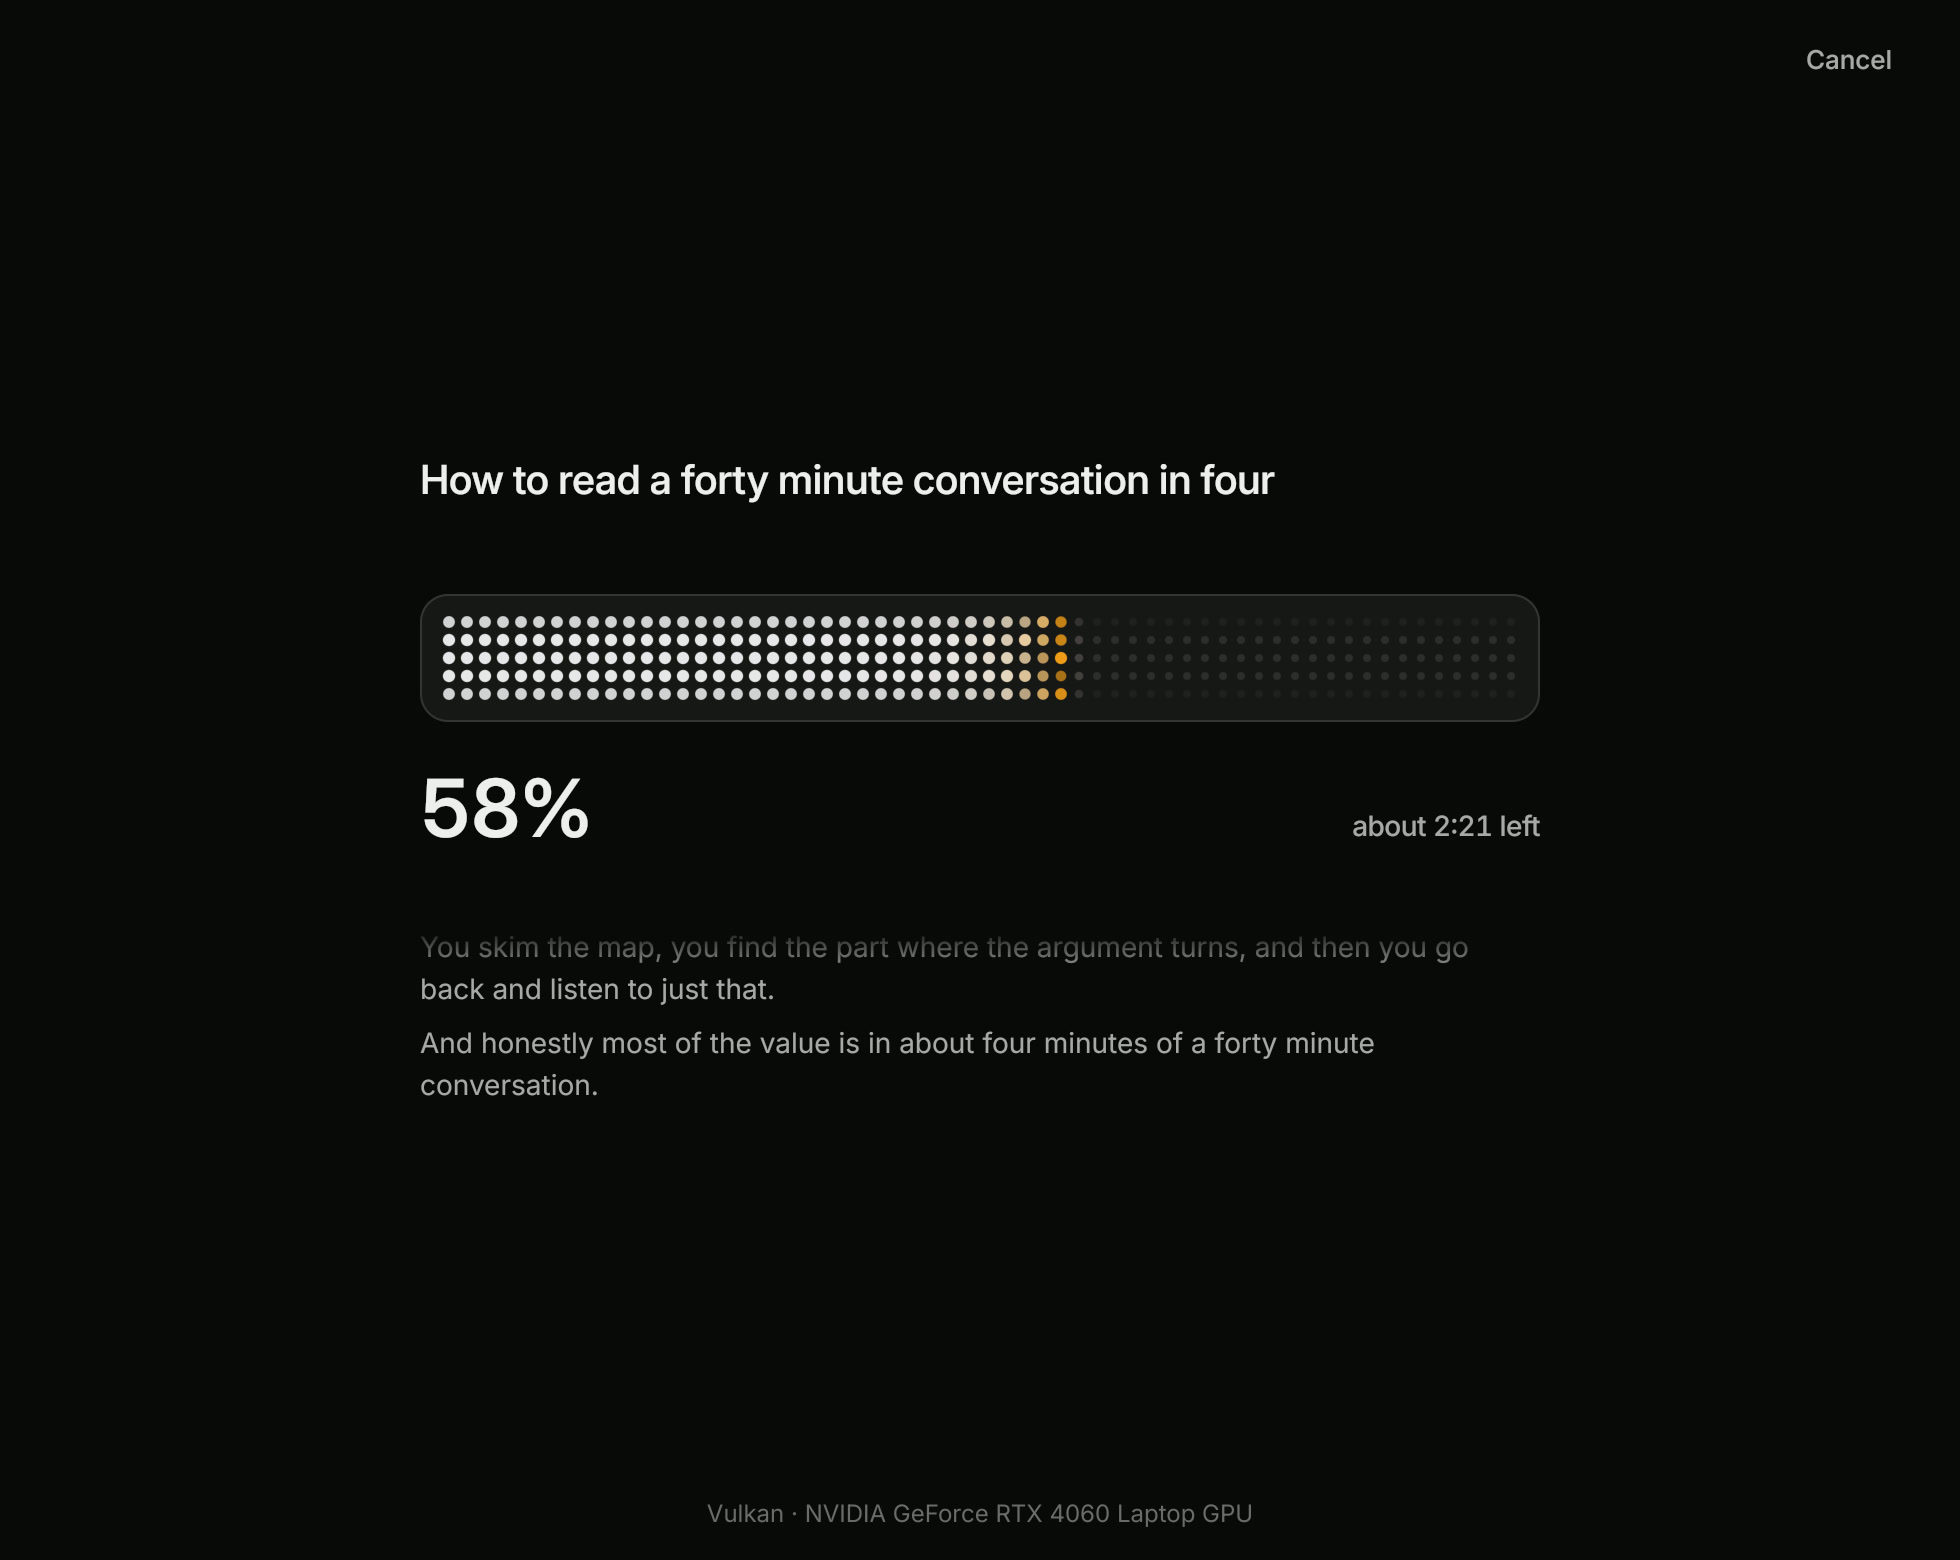 Cancel
How to read a forty minute conversation in four
58%
about 2:21 left
You skim the map, you find the part where the argument turns, and then you go
back and listen to just that.
And honestly most of the value is in about four minutes of a forty minute
conversation.
Vulkan · NVIDIA GeForce RTX 4060 Laptop GPU